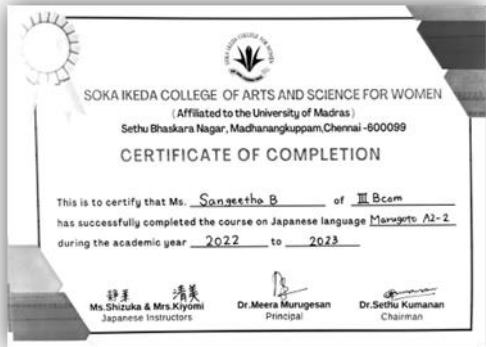 SOKA IKEDA COLLEGE OF ARTS AND SCIENCE FOR WOMEN
(Affiliated to the University of Madras)
Sethu Bhaskara Nagar, Madhanangkuppam,Chennai -600099
CERTIFICATE OF COMPLETION
This is to certify that Ms. Sangeetha B of III Bcom
has successfully completed the course on Japanese language Marugoto A2-2
during the academic year 2022 to 2023
清美
Ms.Shizuka & Mrs.Kiyomi Dr.Meera Murugesan Dr.Sethu Kumanan
Japanese Instructors Principal Chairman